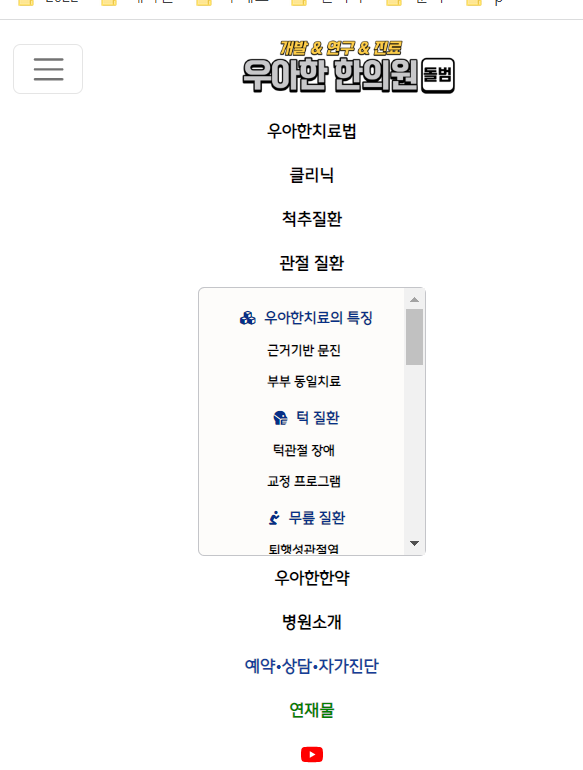 개발 & 연구 & 진료
우아한 한의원 돌범
우아한치료법
클리닉
척추질환
관절 질환
우아한치료의 특징
근거기반 문진
부부 동일치료
턱 질환
턱관절 장애
교정 프로그램
무릎 질환
퇴행성관절염
우아한한약
병원소개
예약•상담•자가진단
연재물